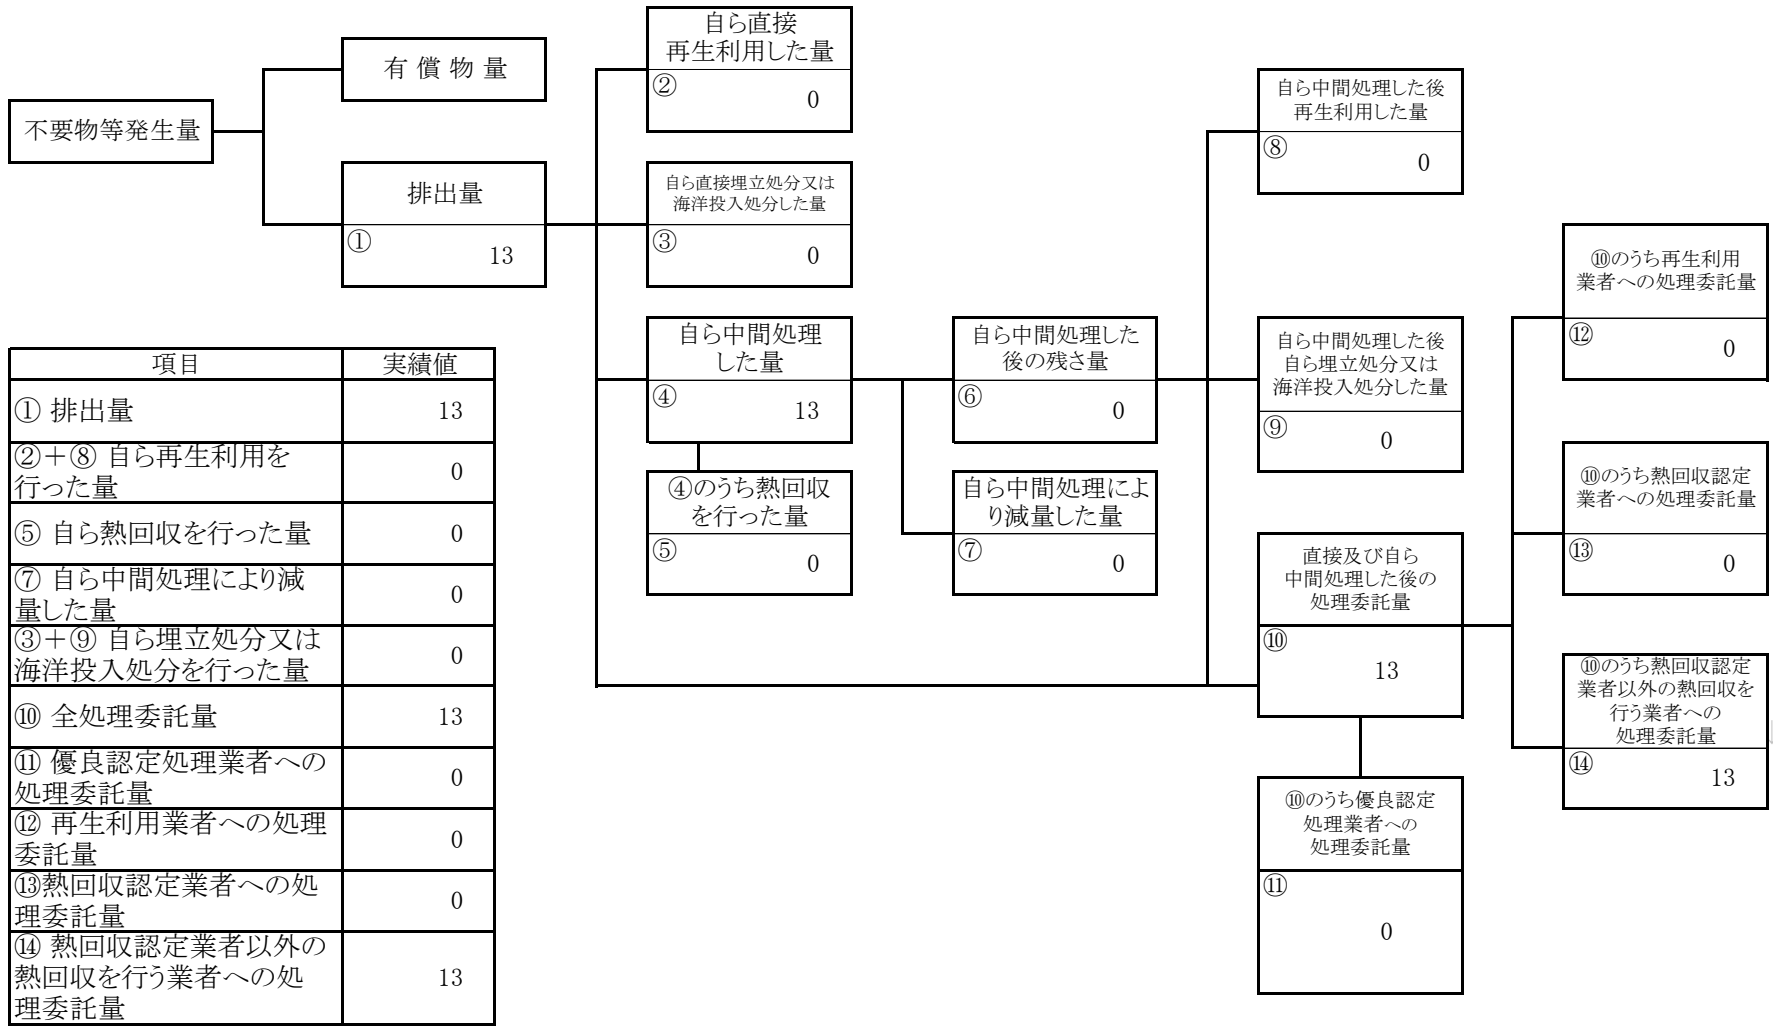 不要物等発生量
有 償 物 量
排出量
①
13
自ら直接
再生利用した量
②
0
自ら直接埋立処分又は
海洋投入処分した量
③
0
自ら中間処理
した量
④
13
④のうち熱回収
を行った量
⑤
0
自ら中間処理した
後の残さ量
⑥
0
自ら中間処理によ
り減量した量
⑦
0
自ら中間処理した後
再生利用した量
⑧
0
自ら中間処理した後
自ら埋立処分又は
海洋投入処分した量
⑨
0
直接及び自ら
中間処理した後の
処理委託量
⑩
13
⑩のうち優良認定
処理業者への
処理委託量
⑪
0
⑩のうち再生利用
業者への処理委託量
⑫
0
⑩のうち熱回収認定
業者への処理委託量
⑬
0
⑩のうち熱回収認定
業者以外の熱回収を
行う業者への
処理委託量
⑭
13
項目 実績値
① 排出量 13
②＋⑧ 自ら再生利用を
行った量 0
⑤ 自ら熱回収を行った量 0
⑦ 自ら中間処理により減
量した量 0
③＋⑨ 自ら埋立処分又は
海洋投入処分を行った量 0
⑩ 全処理委託量 13
⑪ 優良認定処理業者への
処理委託量 0
⑫ 再生利用業者への処理
委託量 0
⑬熱回収認定業者への処
理委託量 0
⑭ 熱回収認定業者以外の
熱回収を行う業者への処
理委託量 13